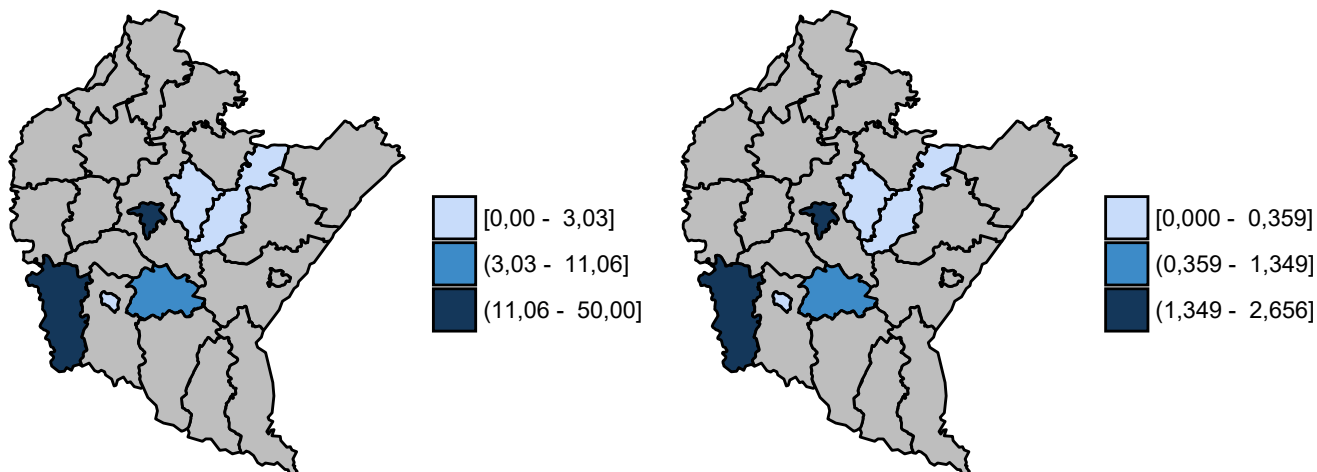 [0,00 - 3,03]
(3,03 - 11,06]
(11,06 - 50,00]
[0,000 - 0,359]
(0,359 - 1,349]
(1,349 - 2,656]